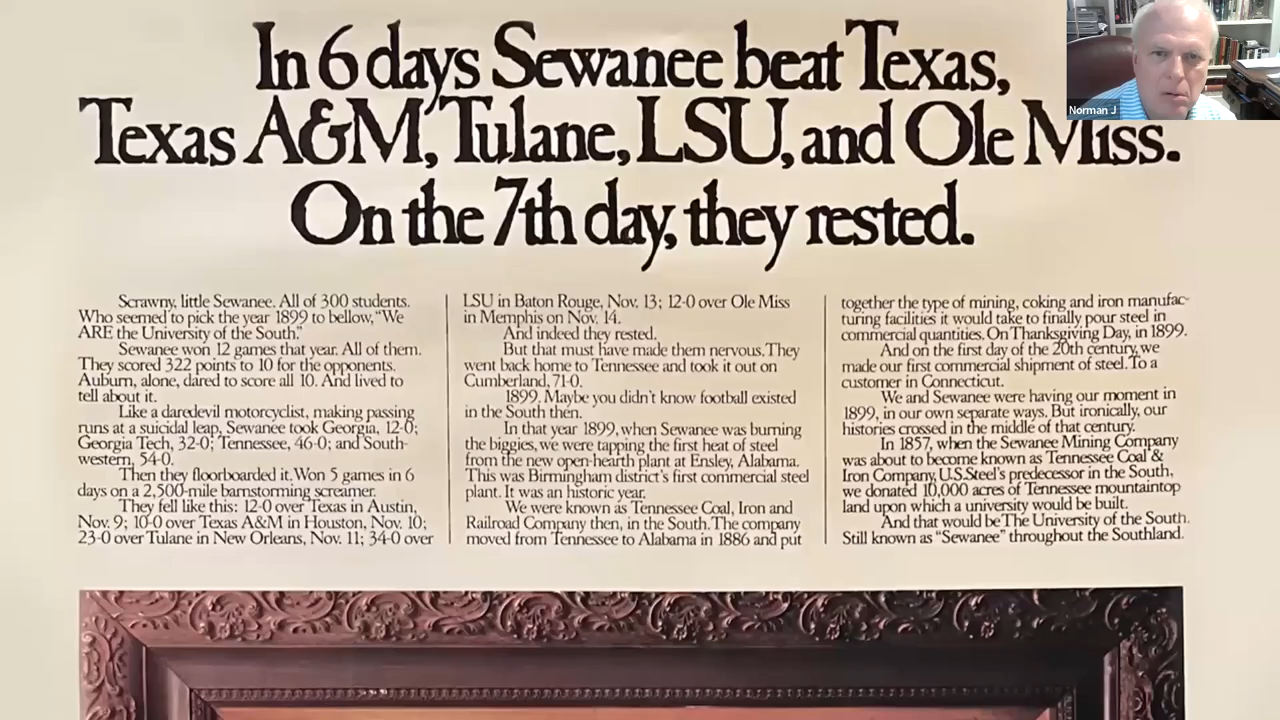 In 6 days Sewanee beat Texas,
Texas A&M, Tulane, LSU, and Ole Miss.
On the 7th day, they rested.
Norman J
Scrawny, little Sewanee. All of 300 students.
Who seemed to pick the year 1899 to bellow, "We
ARE the University of the South."
Sewanee won 12 games that year. All of them.
They scored 322 points to 10 for the opponents.
Auburn, alone, dared to score all 10. And lived to
tell about it.
Like a daredevil motorcyclist, making passing
runs at a suicidal leap, Sewanee took Georgia, 12-0;
Georgia Tech, 32-0; Tennessee, 46-0; and South-
western, 54-0.
Then they floorboarded it. Won 5 games in 6
days on a 2,500-mile barnstorming screamer.
They fell like this: 12-0 over Texas in Austin,
Nov. 9; 10-0 over Texas A&M in Houston, Nov. 10;
23-0 over Tulane in New Orleans, Nov. 11; 34-0 over
LSU in Baton Rouge, Nov. 13; 12-0 over Ole Miss
in Memphis on Nov. 14.
And indeed they rested.
But that must have made them nervous. They
went back home to Tennessee and took it out on
Cumberland, 71-0.
1899. Maybe you didn't know football existed
in the South then.
In that year 1899, when Sewanee was burning
the biggies, we were tapping the first heat of steel
from the new open-hearth plant at Ensley, Alabama.
This was Birmingham district's first commercial steel
plant. It was an historic year.
We were known as Tennessee Coal, Iron and
Railroad Company then, in the South. The company
moved from Tennessee to Alabama in 1886 and put
together the type of mining, coking and iron manufac-
turing facilities it would take to finally pour steel in
commercial quantities. On Thanksgiving Day, in 1899.
And on the first day of the 20th century, we
made our first commercial shipment of steel. To a
customer in Connecticut.
We and Sewanee were having our moment in
1899, in our own separate ways. But ironically, our
histories crossed in the middle of that century.
In 1857, when the Sewanee Mining Company
was about to become known as Tennessee Coal &
Iron Company, U.S. Steel's predecessor in the South,
we donated 10,000 acres of Tennessee mountaintop
land upon which a university would be built.
And that would be The University of the South.
Still known as "Sewanee" throughout the Southland.